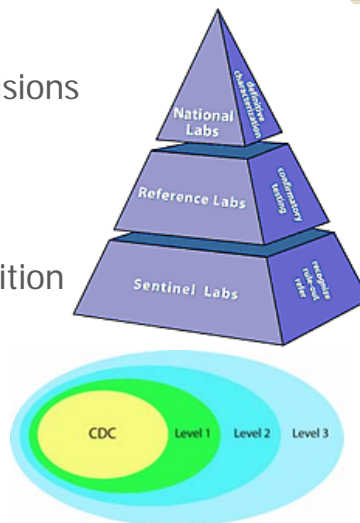 isions
National
Labs
definitive
characterization
Reference Labs
confirmatory
testing
ition
Sentinel Labs
recognize
rule-out
refer
CDC
Level 1
Level 2
Level 3